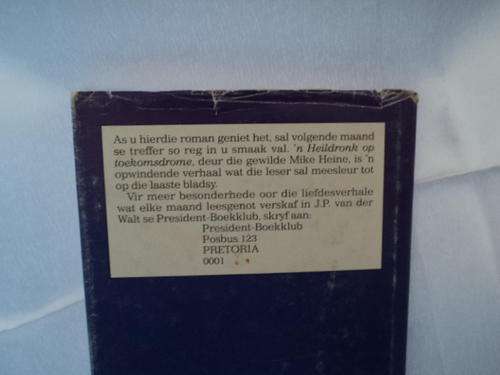 As u hierdie roman geniet het, sal volgende maand
se treffer so reg in u smaak val. 'n Heildronk op
toekomsdrome, deur die gewilde Mike Heine, is 'n
opwindende verhaal wat die leser sal meesleur tot
op die laaste bladsy.
Vir meer besonderhede oor die liefdesverhale
wat elke maand leesgenot verskaf in J.P. van der
Walt se President-Boekklub, skryf aan:
President-Boekklub
Posbus 123
PRETORIA
0001